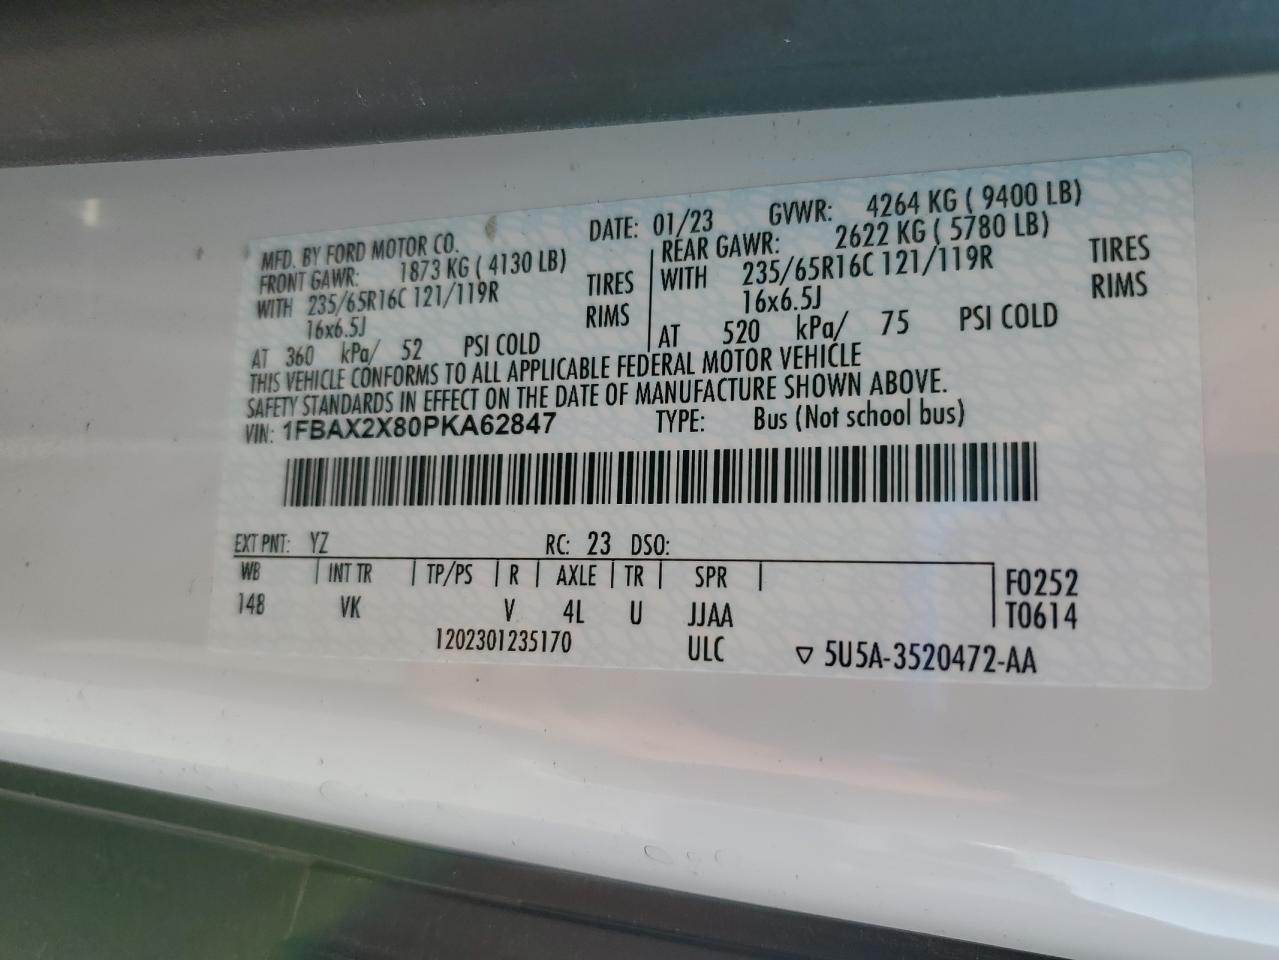 MFD. BY FORD MOTOR CO. DATE: 01/23 GVWR: 4264 KG ( 9400 LB)
FRONT GAWR: 1873 KG ( 4130 LB)
WITH 235/65R16C 121/119R TIRES
16x6.5J RIMS
AT 360 kPa/ 52 PSI COLD
REAR GAWR: 2622 KG ( 5780 LB)
WITH 235/65R16C 121/119R TIRES
16x6.5J RIMS
AT 520 kPa/ 75 PSI COLD
THIS VEHICLE CONFORMS TO ALL APPLICABLE FEDERAL MOTOR VEHICLE
SAFETY STANDARDS IN EFFECT ON THE DATE OF MANUFACTURE SHOWN ABOVE.
VIN: 1FBAX2X80PKA62847 TYPE: Bus (Not school bus)
EXT PNT: YZ RC: 23 DSO:
WB INT TR TP/PS R AXLE TR SPR F0252
148 VK V 4L U JJAA T0614
1202301235170 ULC ▽ 5U5A-3520472-AA